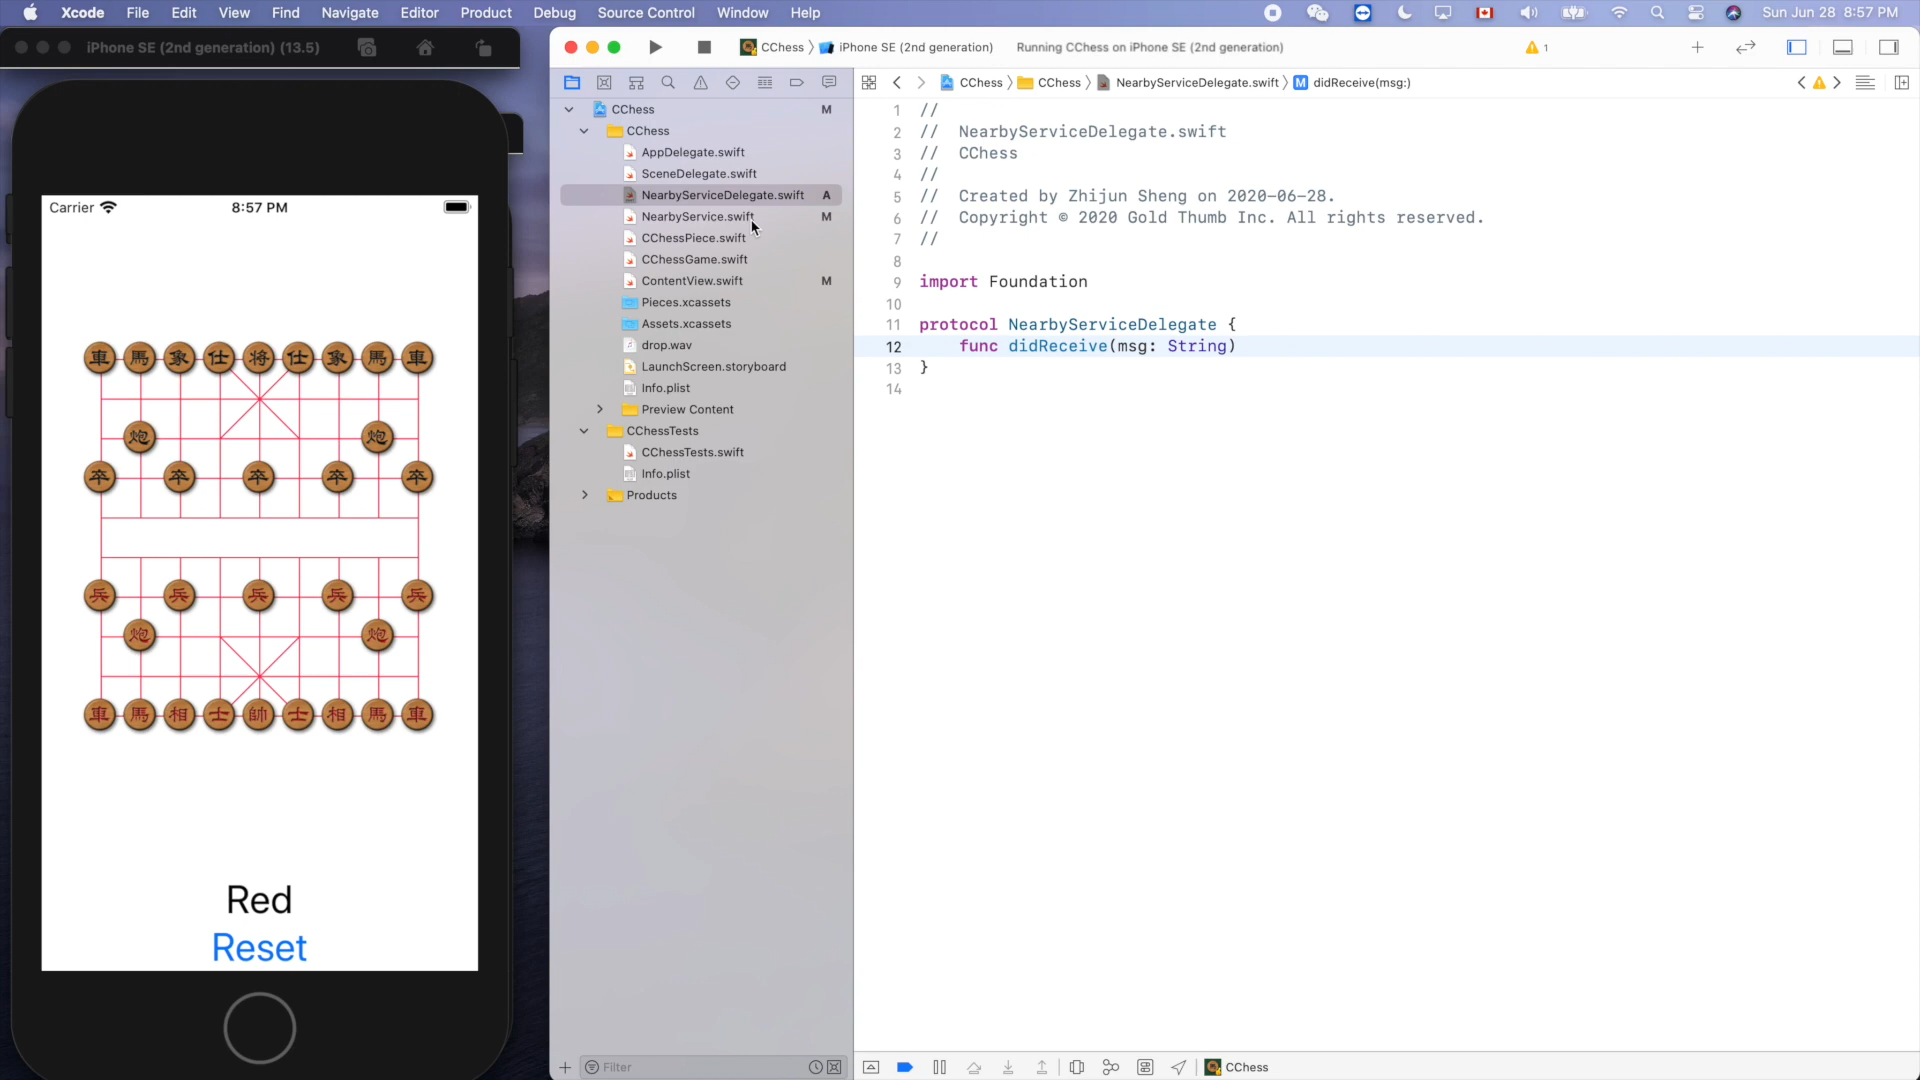 Xcode File Edit View Find Navigate Editor Product Debug Source Control Window Help Sun Jun 28 8:57 PM
iPhone SE (2nd generation) (13.5)
CChess iPhone SE (2nd generation) Running CChess on iPhone SE (2nd generation) 1
CChess CChess NearbyServiceDelegate.swift M didReceive(msg:)
Carrier 8:57 PM
車 馬 象 仕 将 仕 象 馬 車
炮 炮
卒 卒 卒 卒 卒
兵 兵 兵 兵 兵
炮 炮
車 馬 相 士 帥 士 相 馬 車
Red
Reset
CChess M
CChess
AppDelegate.swift
SceneDelegate.swift
NearbyServiceDelegate.swift A
NearbyService.swift M
CChessPiece.swift
CChessGame.swift
ContentView.swift M
Pieces.xcassets
Assets.xcassets
drop.wav
LaunchScreen.storyboard
Info.plist
Preview Content
CChessTests
CChessTests.swift
Info.plist
Products
Filter
1 //
2 // NearbyServiceDelegate.swift
3 // CChess
4 //
5 // Created by Zhijun Sheng on 2020-06-28.
6 // Copyright © 2020 Gold Thumb Inc. All rights reserved.
7 //
8
9 import Foundation
10
11 protocol NearbyServiceDelegate {
12 func didReceive(msg: String)
13 }
14
CChess